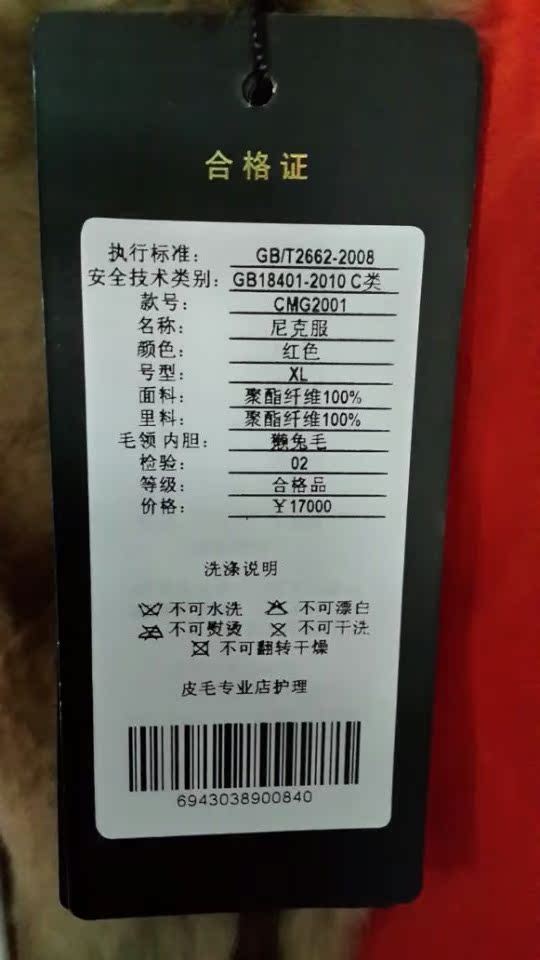 合格证
执行标准: GB/T2662-2008
安全技术类别: GB18401-2010 C类
款号: CMG2001
名称: 尼克服
颜色: 红色
号型: XL
面料: 聚酯纤维100%
里料: 聚酯纤维100%
毛领 内胆: 獭兔毛
检验: 02
等级: 合格品
价格: ￥17000
洗涤说明
不可水洗 不可漂白
不可熨烫 不可干洗
不可翻转干燥
皮毛专业店护理
6943038900840